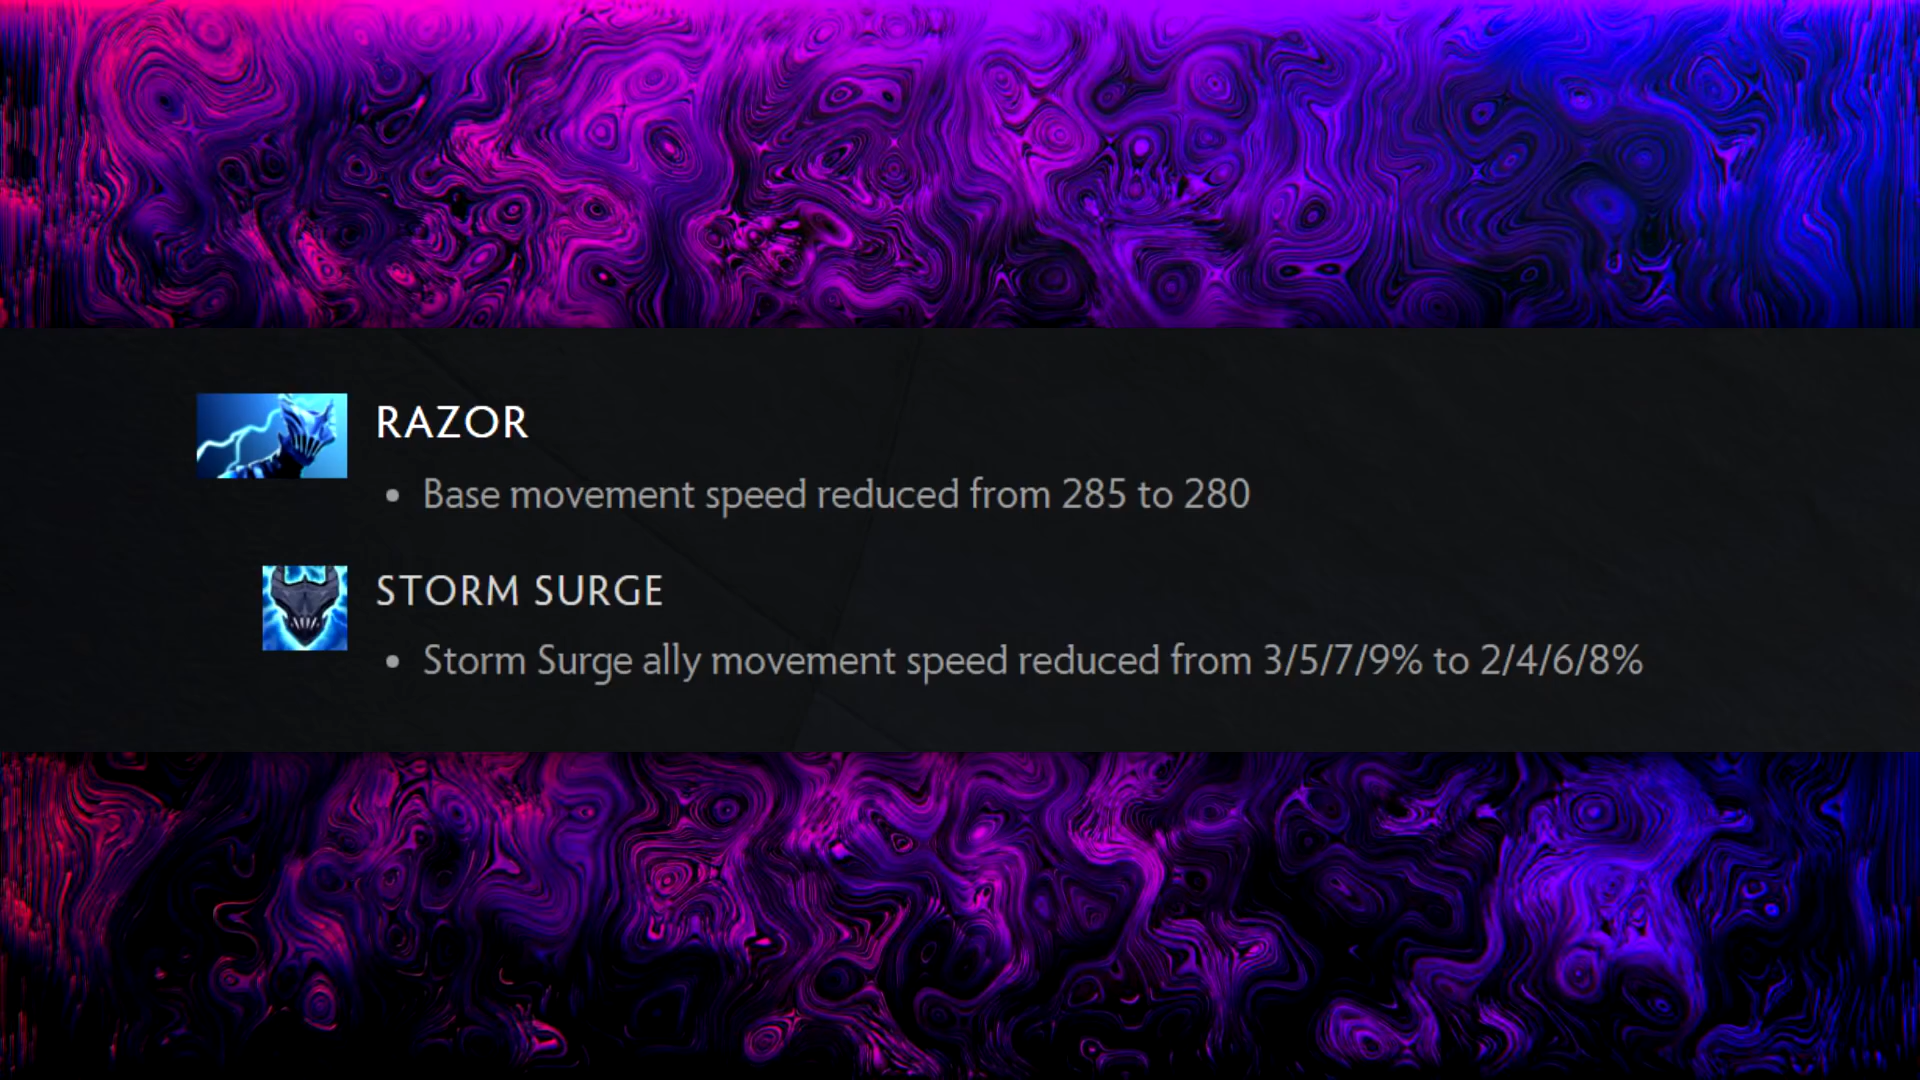 RAZOR
• Base movement speed reduced from 285 to 280
STORM SURGE
• Storm Surge ally movement speed reduced from 3/5/7/9% to 2/4/6/8%